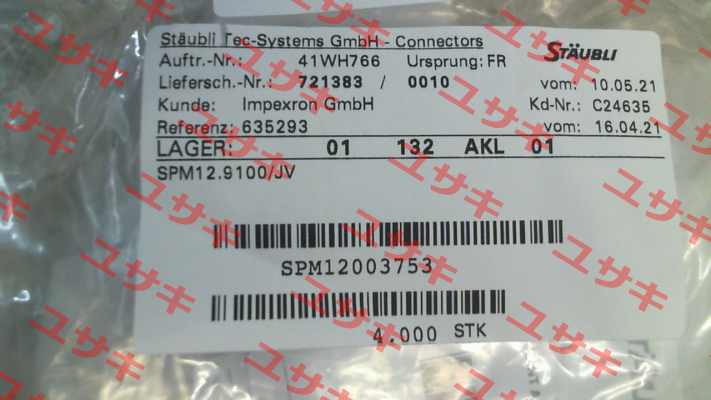 Stäubli Tec-Systems GmbH - Connectors
STÄUBLI
Auftr.-Nr.: 41WH766 Ursprung: FR
Liefersch.-Nr.: 721383 / 0010 vom: 10.05.21
Kunde: Impexron GmbH Kd-Nr.: C24635
Referenz: 635293 vom: 16.04.21
LAGER: 01 132 AKL 01
SPM12.9100/JV
SPM12003753
4.000 STK
ユサキ